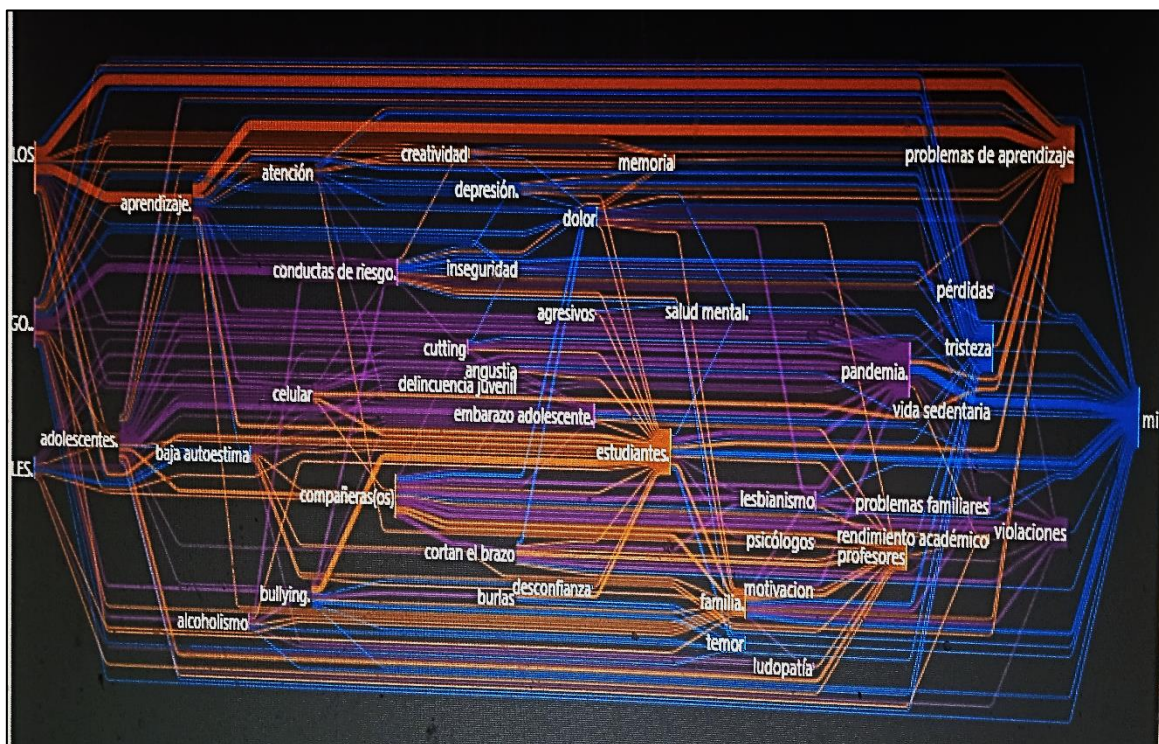 LOS
creatividad
memorial
problemas de aprendizaje
atención
depresión.
aprendizaje.
dolor
conductas de riesgo.
inseguridad
pérdidas
GO..
agresivos
salud mental.
cutting
tristeza
angustia
pandemia.
delincuencia juvenil
celular
vida sedentaria
embarazo adolescente.
mi
adolescentes.
baja autoestima
estudiantes.
LES.
compañeras(os)
lesbianismo
problemas familiares
violaciones
psicólogos
rendimiento académico
cortan el brazo
profesores
desconfianza
motivacion
bullying.
burlas
familia.
alcoholismo
temor
ludopatía